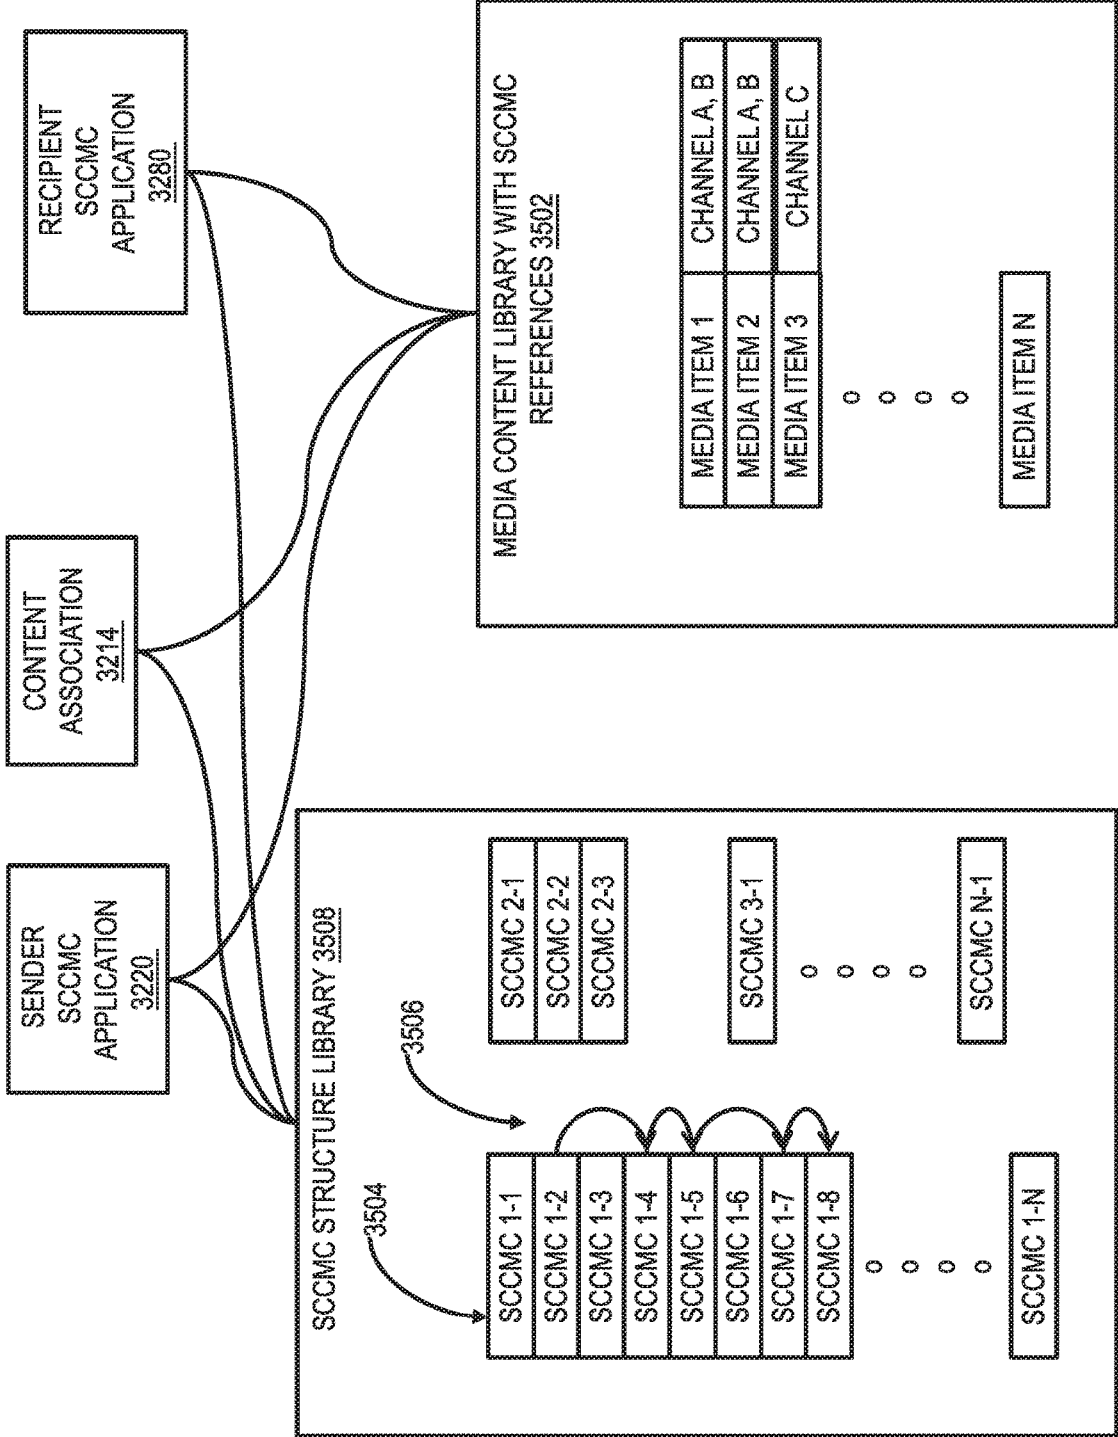 SENDER
SCCMC
APPLICATION
3220
CONTENT
ASSOCIATION
3214
RECIPIENT
SCCMC
APPLICATION
3280
SCCMC STRUCTURE LIBRARY 3508
3504
3506
SCCMC 1-1
SCCMC 1-2
SCCMC 1-3
SCCMC 1-4
SCCMC 1-5
SCCMC 1-6
SCCMC 1-7
SCCMC 1-8
SCCMC 1-N
SCCMC 2-1
SCCMC 2-2
SCCMC 2-3
SCCMC 3-1
SCCMC N-1
MEDIA CONTENT LIBRARY WITH SCCMC
REFERENCES 3502
MEDIA ITEM 1 CHANNEL A, B
MEDIA ITEM 2 CHANNEL A, B
MEDIA ITEM 3 CHANNEL C
MEDIA ITEM N